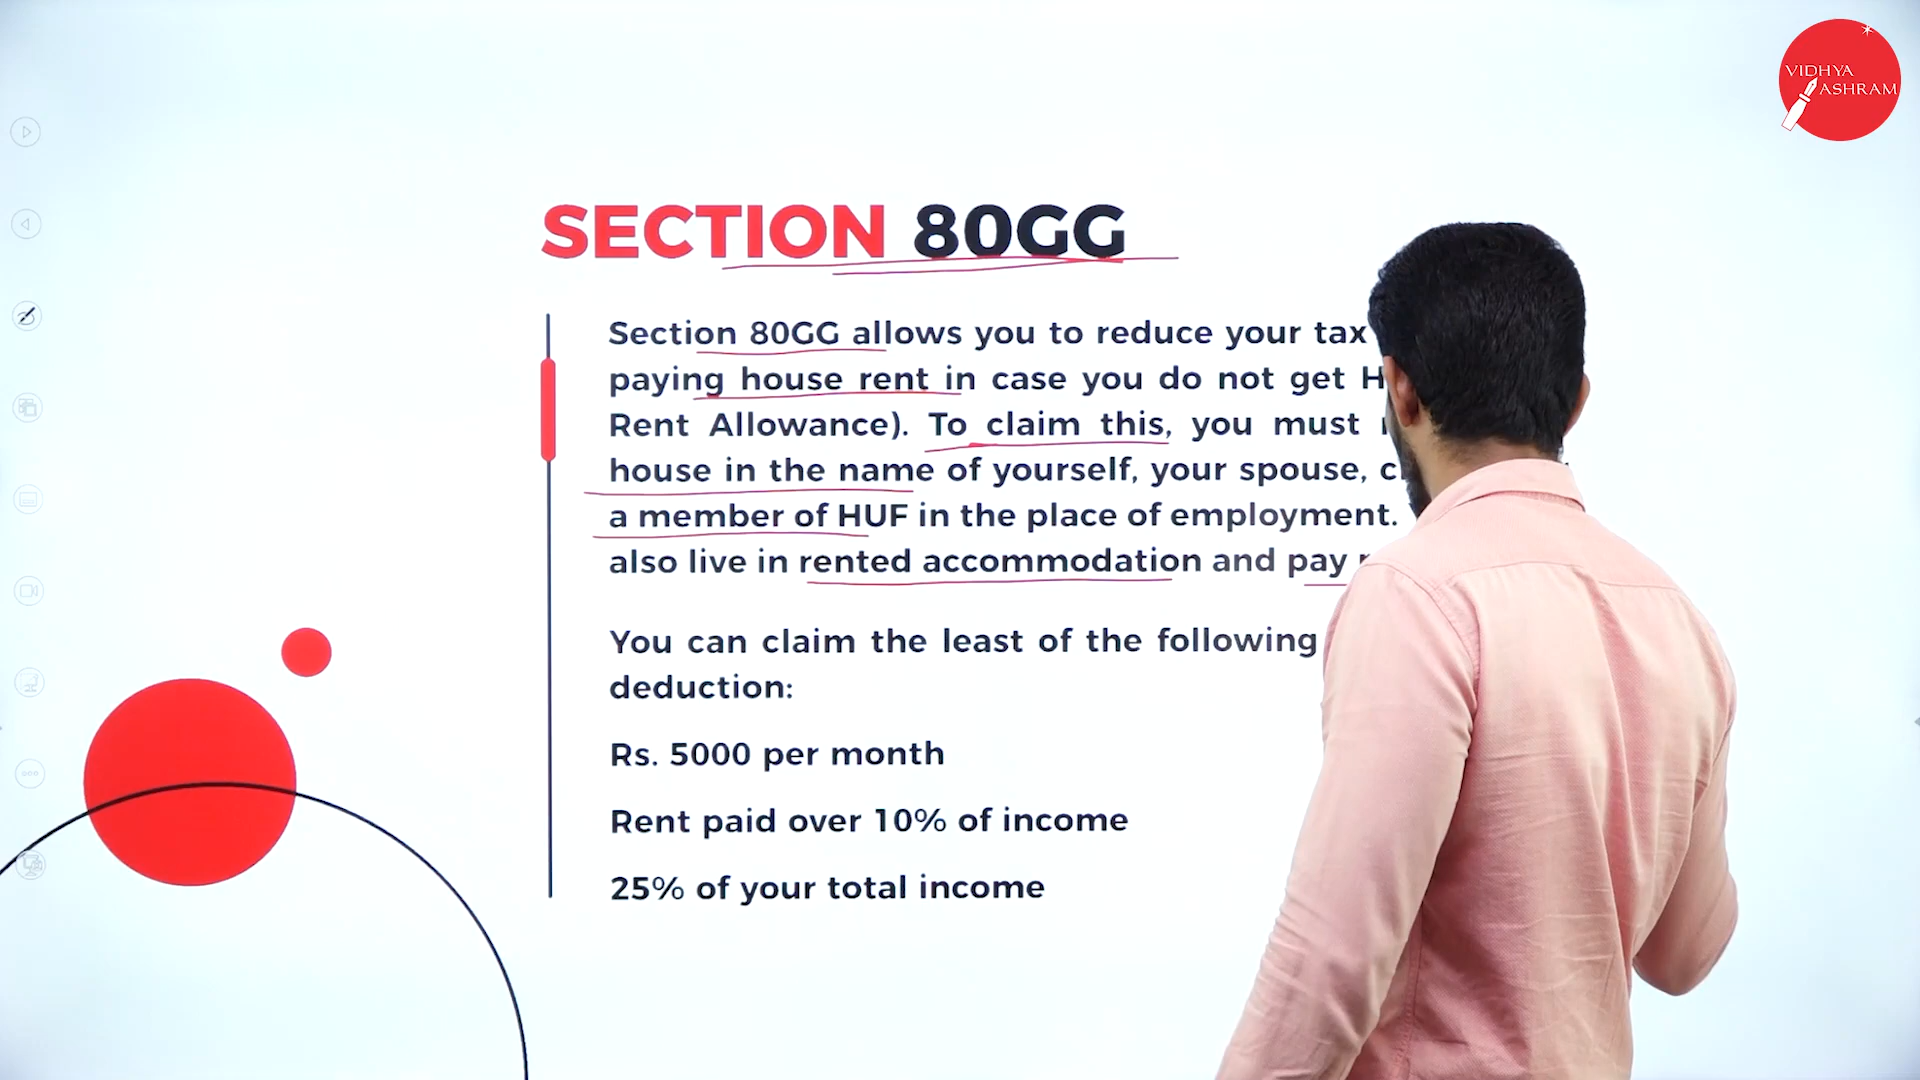 VIDHYA
ASHRAM
SECTION 80GG
Section 80GG allows you to reduce your tax
paying house rent in case you do not get
Rent Allowance). To claim this, you must
house in the name of yourself, your spouse,
a member of HUF in the place of employment.
also live in rented accommodation and pay
You can claim the least of the following
deduction:
Rs. 5000 per month
Rent paid over 10% of income
25% of your total income